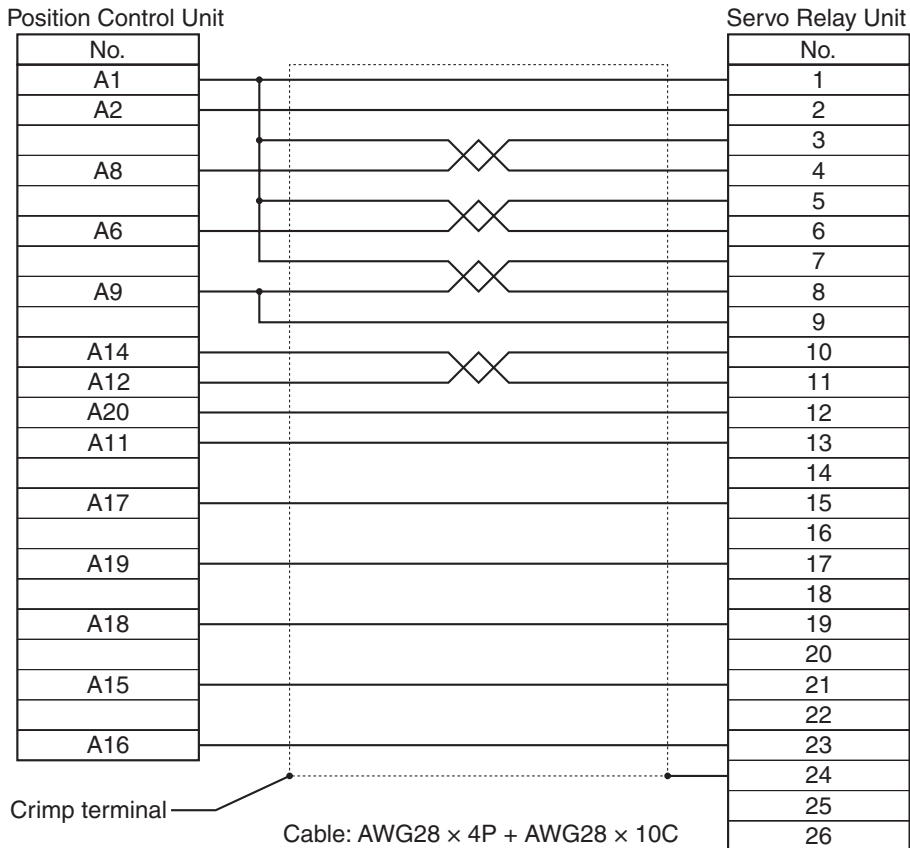 Position Control Unit Servo Relay Unit
No. No.
A1 1
A2 2
3
A8 4
5
A6 6
7
A9 8
9
A14 10
A12 11
A20 12
A11 13
14
A17 15
16
A19 17
18
A18 19
20
A15 21
22
A16 23
24
Crimp terminal 25
Cable: AWG28 × 4P + AWG28 × 10C 26